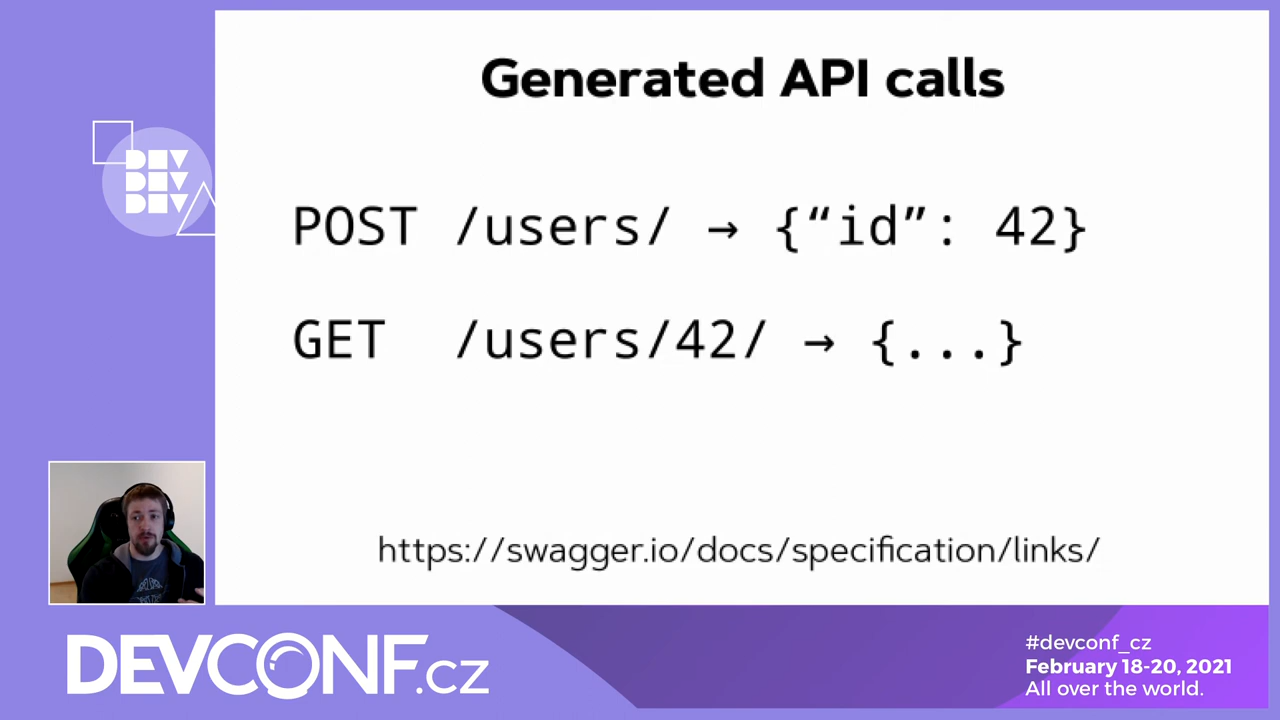 Generated API calls
POST /users/ → {“id”: 42}
GET /users/42/ → {...}
https://swagger.io/docs/specification/links/
DEV
DEV
DEV
DEVCONF.cz
#devconf_cz
February 18-20, 2021
All over the world.